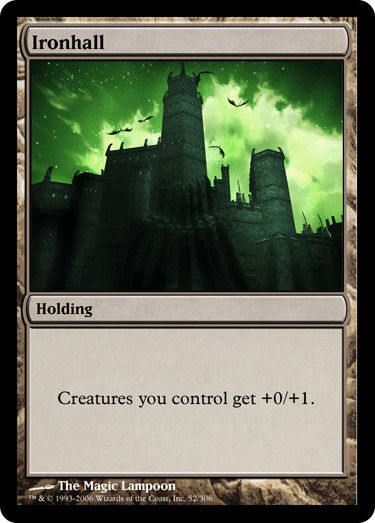 Ironhall
Holding
Creatures you control get +0/+1.
The Magic Lampoon
™ & © 1993-2006 Wizards of the Coast, Inc. 52/306